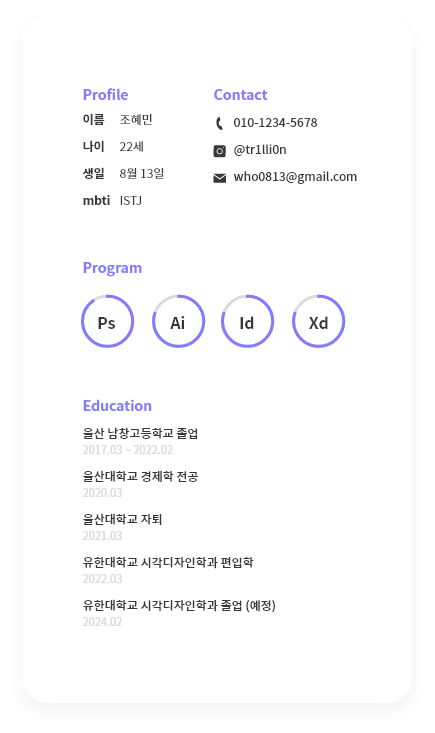 Profile
이름 조혜민
나이 22세
생일 8월 13일
mbti ISTJ
Contact
010-1234-5678
@tr1lli0n
who0813@gmail.com
Program
Ps Ai Id Xd
Education
울산 남창고등학교 졸업
2017.03 ~ 2022.02
울산대학교 경제학 전공
2020.03
울산대학교 자퇴
2021.03
유한대학교 시각디자인학과 편입학
2022.03
유한대학교 시각디자인학과 졸업 (예정)
2024.02